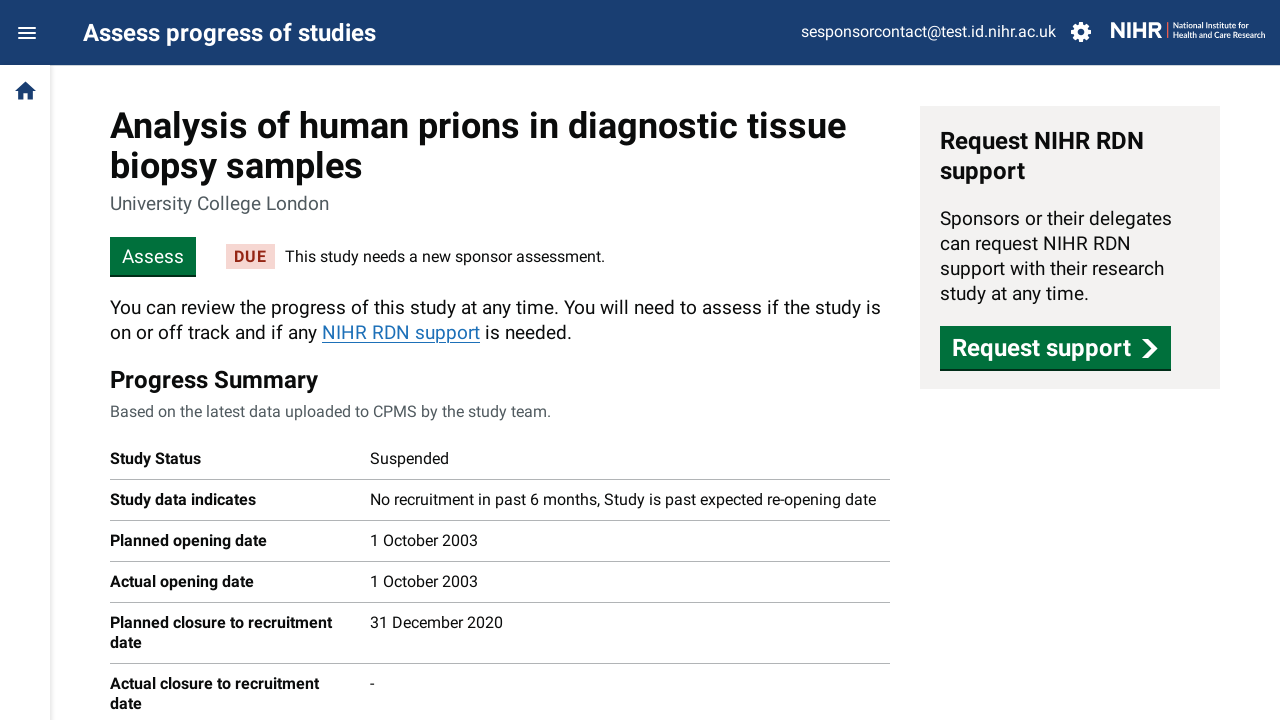 Assess progress of studies
sesponsorcontact@test.id.nihr.ac.uk
NIHR
National Institute for
Health and Care Research
Analysis of human prions in diagnostic tissue
biopsy samples
University College London
Assess
DUE
This study needs a new sponsor assessment.
You can review the progress of this study at any time. You will need to assess if the study is
on or off track and if any NIHR RDN support is needed.
Progress Summary
Based on the latest data uploaded to CPMS by the study team.
Study Status
Suspended
Study data indicates
No recruitment in past 6 months, Study is past expected re-opening date
Planned opening date
1 October 2003
Actual opening date
1 October 2003
Planned closure to recruitment
date
31 December 2020
Actual closure to recruitment
date
-
Request NIHR RDN
support
Sponsors or their delegates
can request NIHR RDN
support with their research
study at any time.
Request support